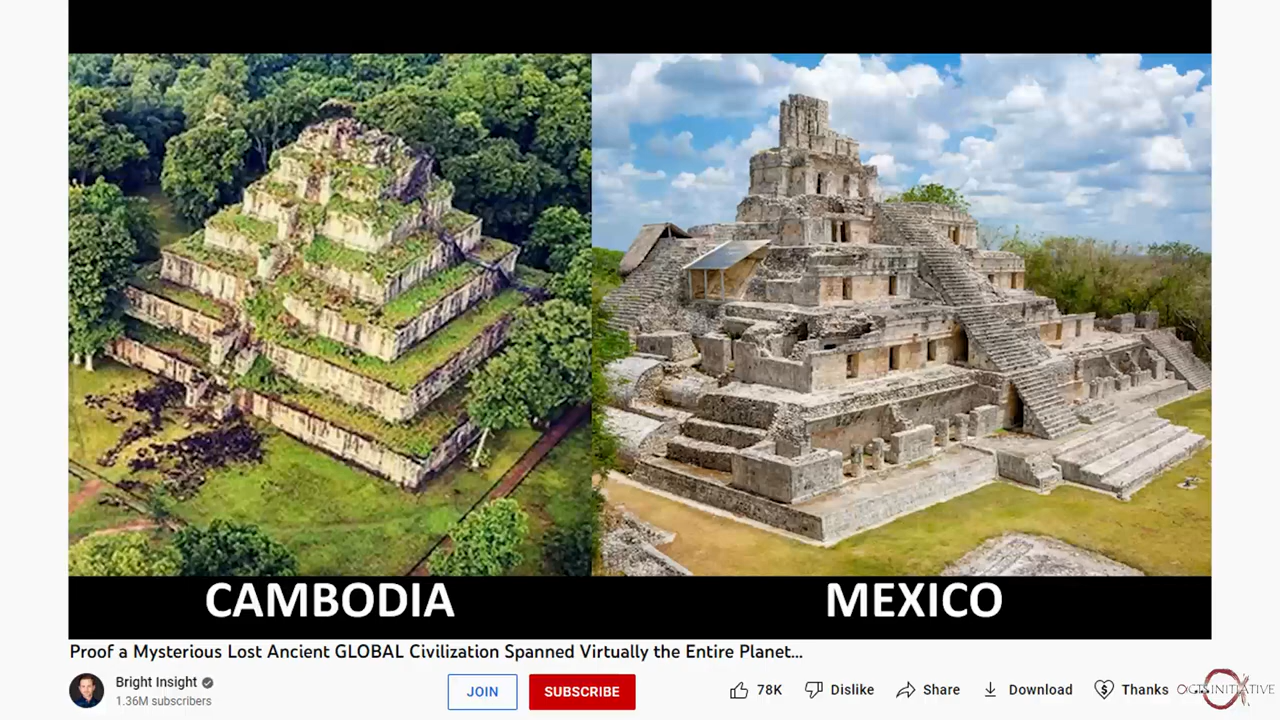 CAMBODIA
MEXICO
Proof a Mysterious Lost Ancient GLOBAL Civilization Spanned Virtually the Entire Planet...
Bright Insight
1.36M subscribers
JOIN
SUBSCRIBE
78K
Dislike
Share
Download
Thanks
INITIATIVE